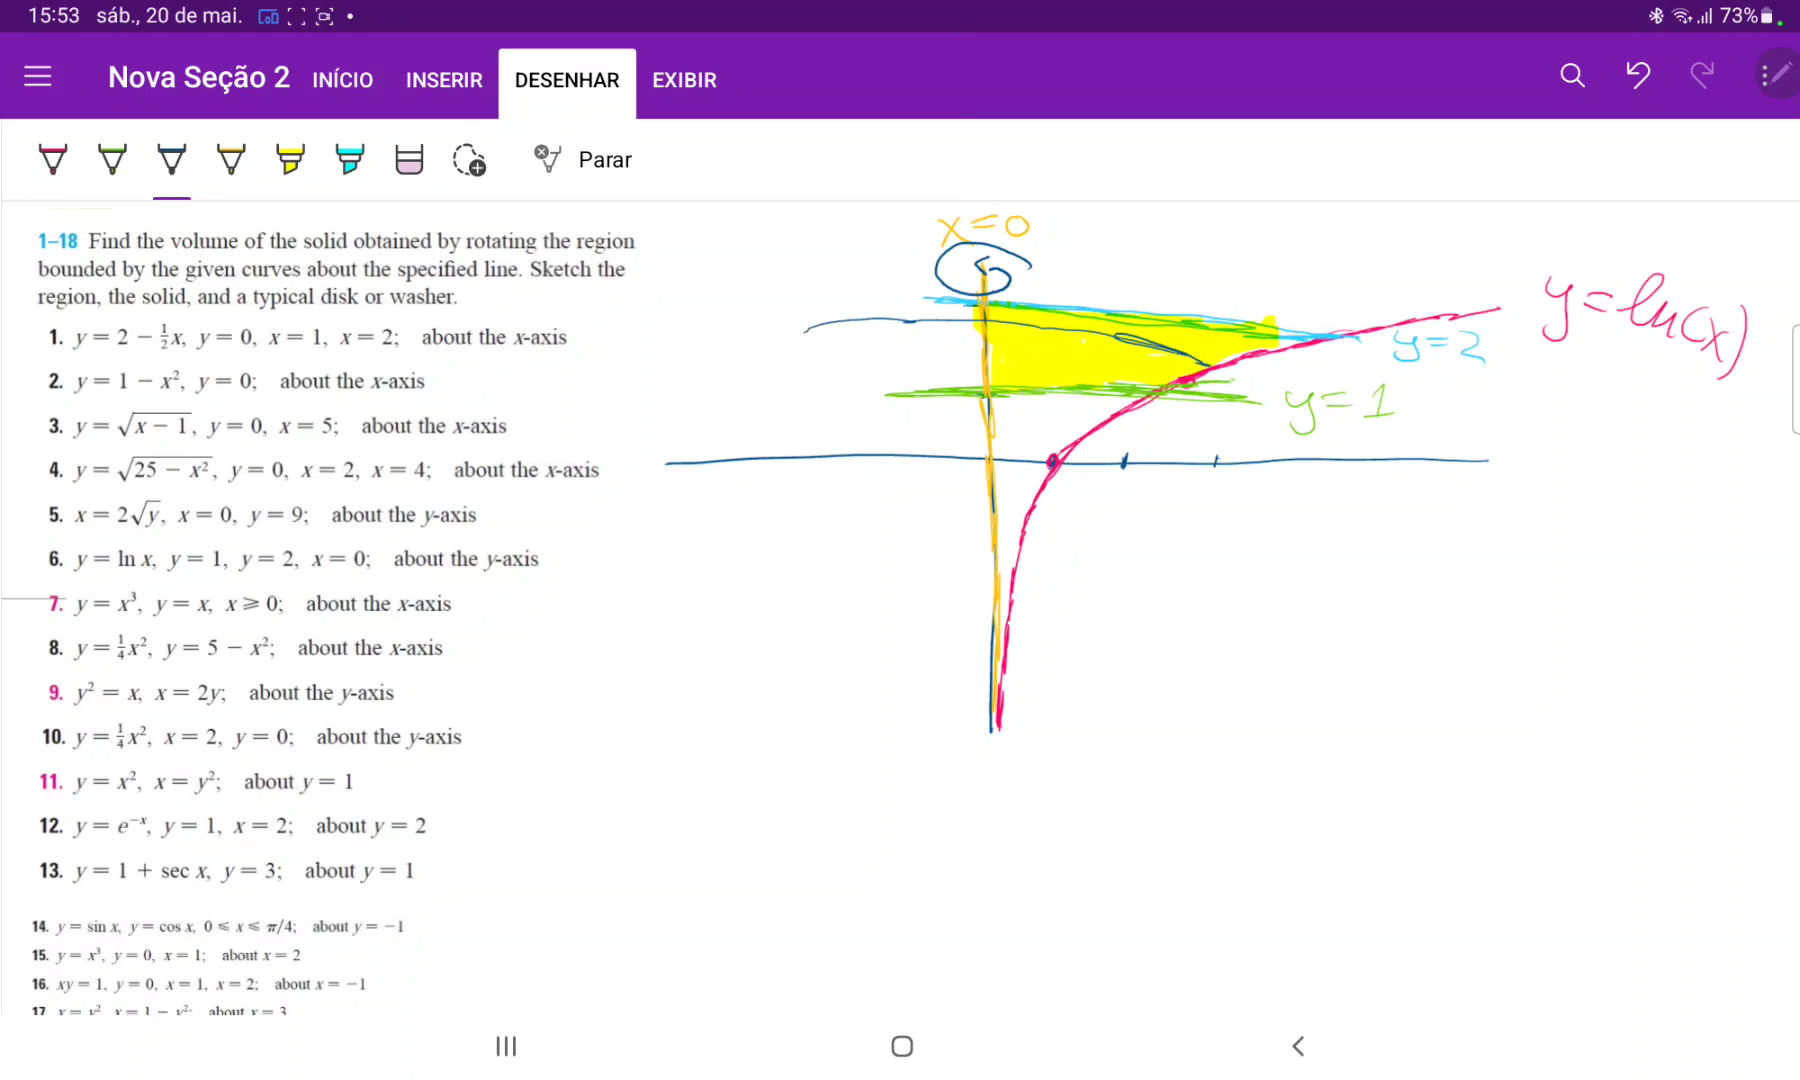 15:53 sáb., 20 de mai. 73%
Nova Seção 2 INÍCIO INSERIR DESENHAR EXIBIR
Parar
1–18 Find the volume of the solid obtained by rotating the region
bounded by the given curves about the specified line. Sketch the
region, the solid, and a typical disk or washer.
1. y = 2 − ½x, y = 0, x = 1, x = 2; about the x-axis
2. y = 1 − x², y = 0; about the x-axis
3. y = √(x − 1), y = 0, x = 5; about the x-axis
4. y = √(25 − x²), y = 0, x = 2, x = 4; about the x-axis
5. x = 2√y, x = 0, y = 9; about the y-axis
6. y = ln x, y = 1, y = 2, x = 0; about the y-axis
7. y = x³, y = x, x ⩾ 0; about the x-axis
8. y = ¼x², y = 5 − x²; about the x-axis
9. y² = x, x = 2y; about the y-axis
10. y = ¼x², x = 2, y = 0; about the y-axis
11. y = x², x = y²; about y = 1
12. y = e⁻ˣ, y = 1, x = 2; about y = 2
13. y = 1 + sec x, y = 3; about y = 1
14. y = sin x, y = cos x, 0 ⩽ x ⩽ π/4; about y = −1
15. y = x³, y = 0, x = 1; about x = 2
16. xy = 1, y = 0, x = 1, x = 2; about x = −1
17 x = y², x = 1 − y²; about x = 3
x=0
y=ln(x)
y=2
y=1